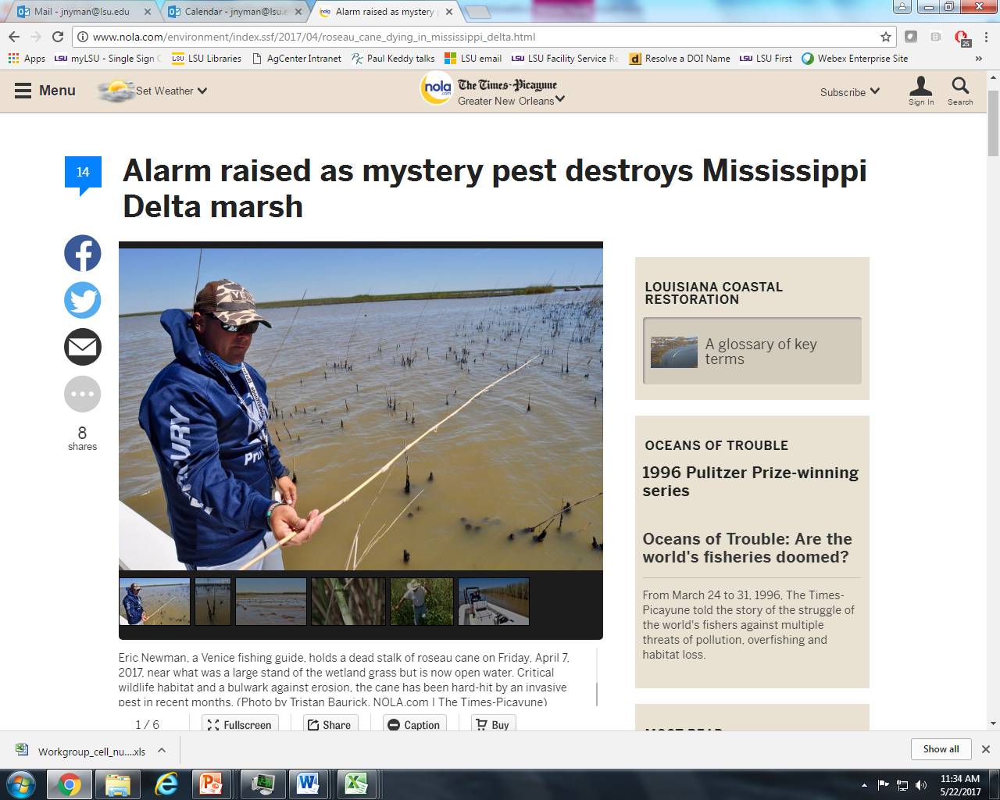 Mail - jnyman@lsu.edu
Calendar - jnyman@lsu.e
Alarm raised as mystery
www.nola.com/environment/index.ssf/2017/04/roseau_cane_dying_in_mississippi_delta.html
25
Apps
LSU myLSU - Single Sign
LSU LSU Libraries
AgCenter Intranet
Paul Keddy talks
LSU email
LSU LSU Facility Service Re
d Resolve a DOI Name
LSU LSU First
Webex Enterprise Site
»
Menu
Set Weather
nola.com
The Times-Picayune
Greater New Orleans
Subscribe
Sign In
Search
14
Alarm raised as mystery pest destroys Mississippi
Delta marsh
8
shares
LOUISIANA COASTAL
RESTORATION
A glossary of key
terms
OCEANS OF TROUBLE
1996 Pulitzer Prize-winning
series
Oceans of Trouble: Are the
world's fisheries doomed?
From March 24 to 31, 1996, The Times-
Picayune told the story of the struggle of
the world's fishers against multiple
threats of pollution, overfishing and
habitat loss.
Eric Newman, a Venice fishing guide, holds a dead stalk of roseau cane on Friday, April 7,
2017, near what was a large stand of the wetland grass but is now open water. Critical
wildlife habitat and a bulwark against erosion, the cane has been hard-hit by an invasive
pest in recent months. (Photo by Tristan Baurick, NOLA.com | The Times-Picayune)
1 / 6
Fullscreen
Share
Caption
Buy
MOST READ
Workgroup_cell_nu....xls
Show all
11:34 AM
5/22/2017